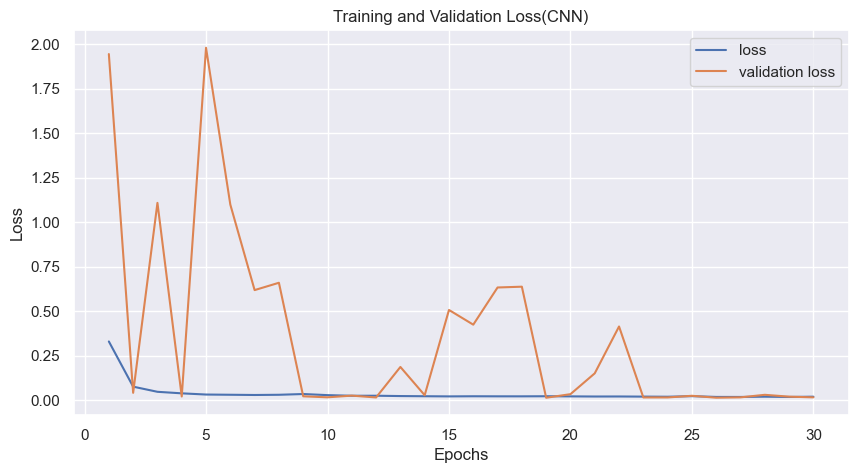 Training and Validation Loss(CNN)
loss
validation loss
2.00
1.75
1.50
1.25
1.00
0.75
0.50
0.25
0.00
Loss
0 5 10 15 20 25 30
Epochs